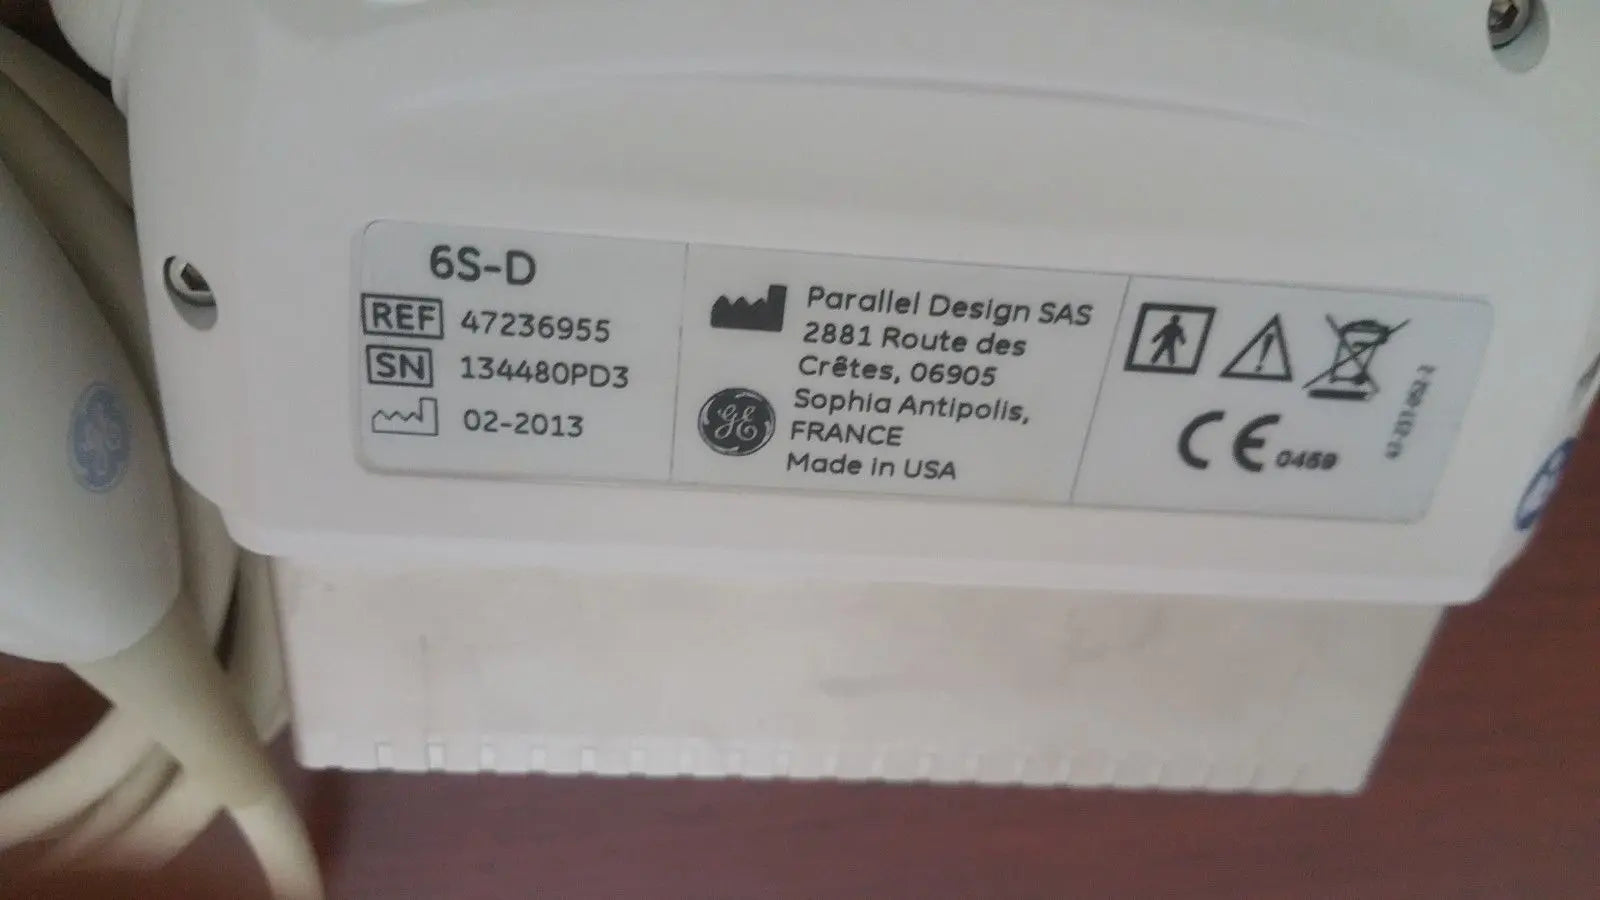 6S-D
REF 47236955
SN 134480PD3
02-2013
Parallel Design SAS
2881 Route des
Crêtes, 06905
Sophia Antipolis,
FRANCE
Made in USA
GE
CE 0459